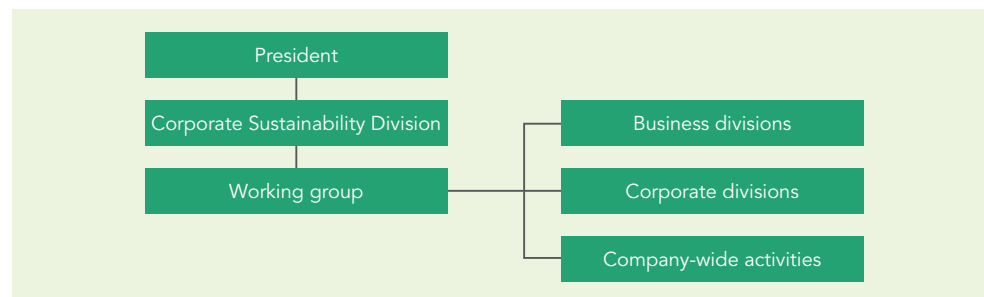 President
Corporate Sustainability Division
Working group
Business divisions
Corporate divisions
Company-wide activities